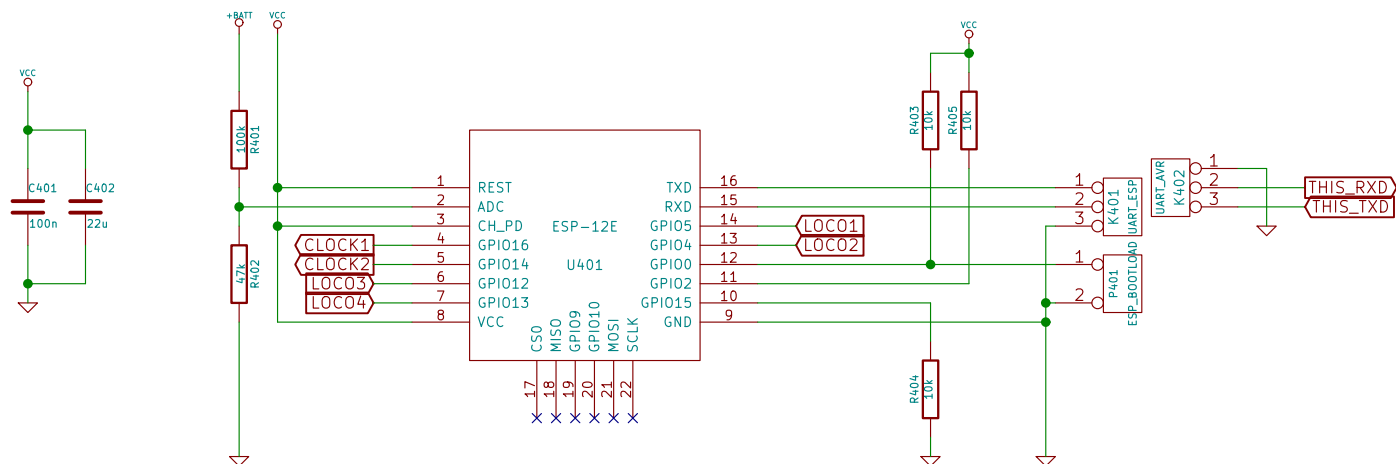 +BATT
VCC
VCC
VCC
C401
100n
C402
22u
100k
R401
47k
R402
R403
10k
R405
10k
R404
10k
1
REST
2
ADC
3
CH_PD
4
GPIO16
5
GPIO14
6
GPIO12
7
GPIO13
8
VCC
CLOCK1
CLOCK2
LOCO3
LOCO4
ESP-12E
U401
TXD
16
RXD
15
GPIO5
14
GPIO4
13
GPIO0
12
GPIO2
11
GPIO15
10
GND
9
CS0
MISO
GPIO9
GPIO10
MOSI
SCLK
17
18
19
20
21
22
LOCO1
LOCO2
1
2
3
K401
UART_ESP
UART_AVR
K402
1
2
3
THIS_RXD
THIS_TXD
1
2
P401
ESP_BOOTLOAD